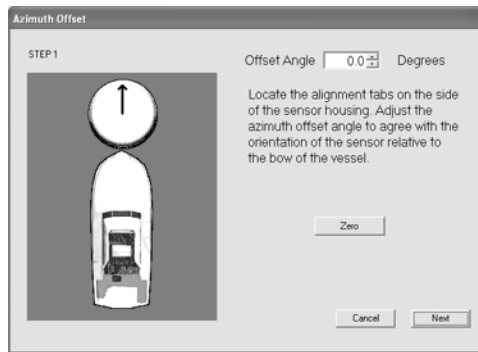 Azimuth Offset
STEP 1
Offset Angle 0.0 Degrees
Locate the alignment tabs on the side
of the sensor housing. Adjust the
azimuth offset angle to agree with the
orientation of the sensor relative to
the bow of the vessel.
Zero
Cancel Next